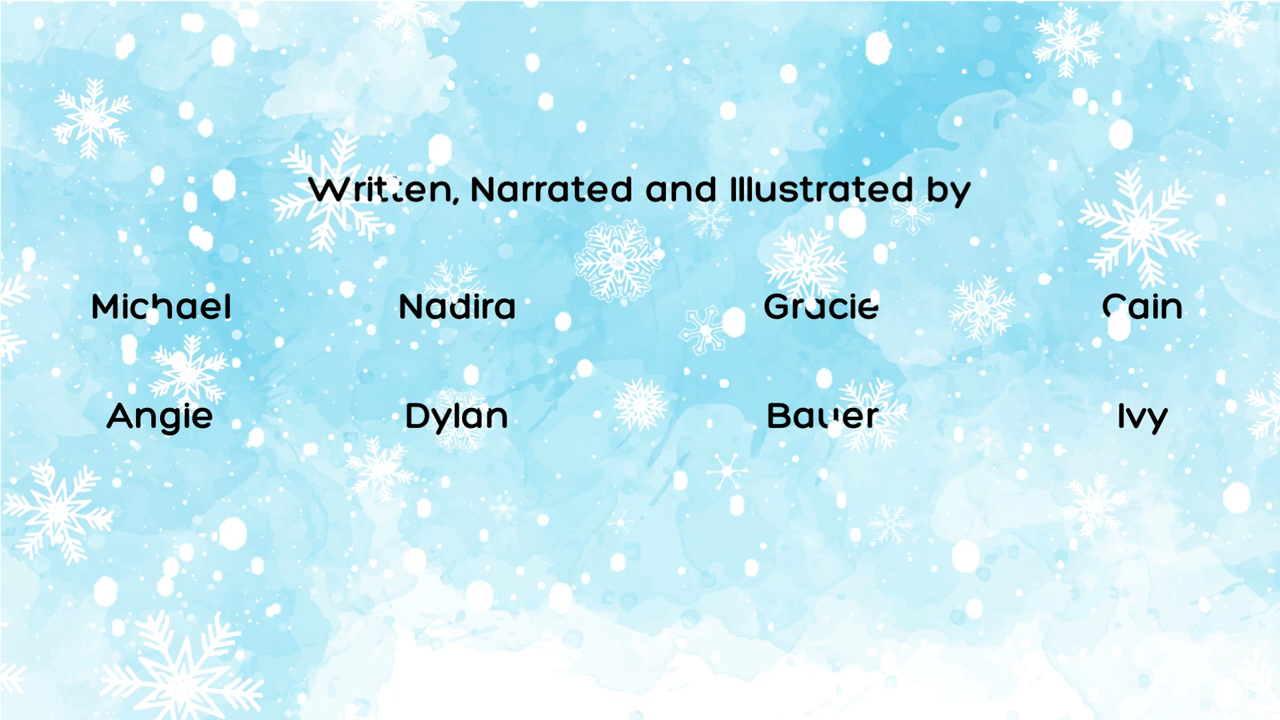 Written, Narrated and Illustrated by
Michael Nadira Gracie Cain
Angie Dylan Bauer Ivy